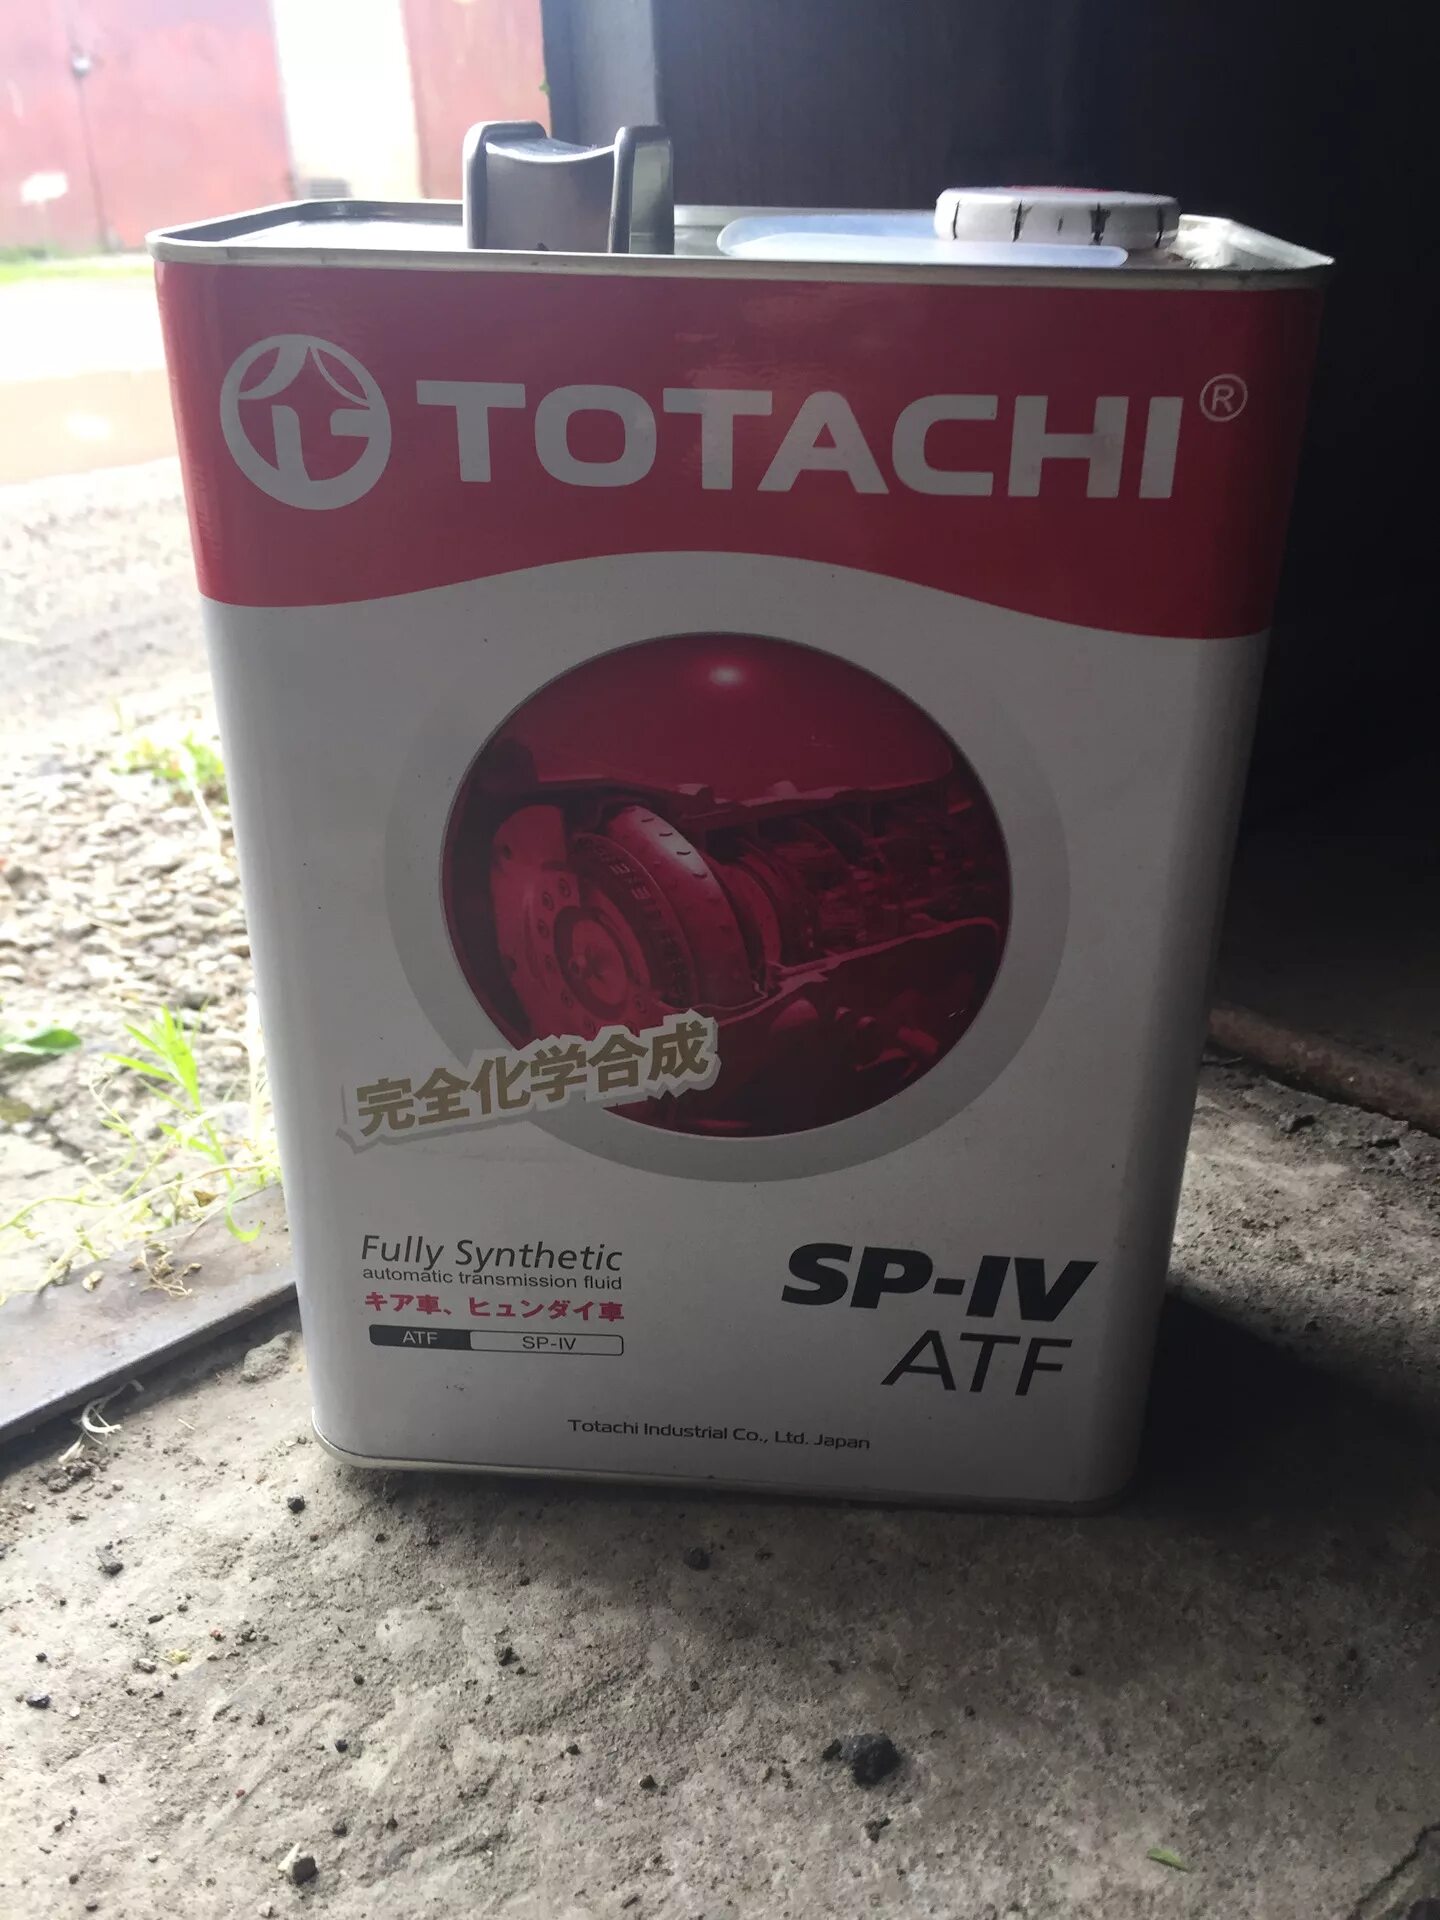 TOTACHI®
完全化学合成
Fully Synthetic
automatic transmission fluid
キア車、ヒュンダイ車
ATF SP-IV
SP-IV
ATF
Totachi Industrial Co., Ltd. Japan